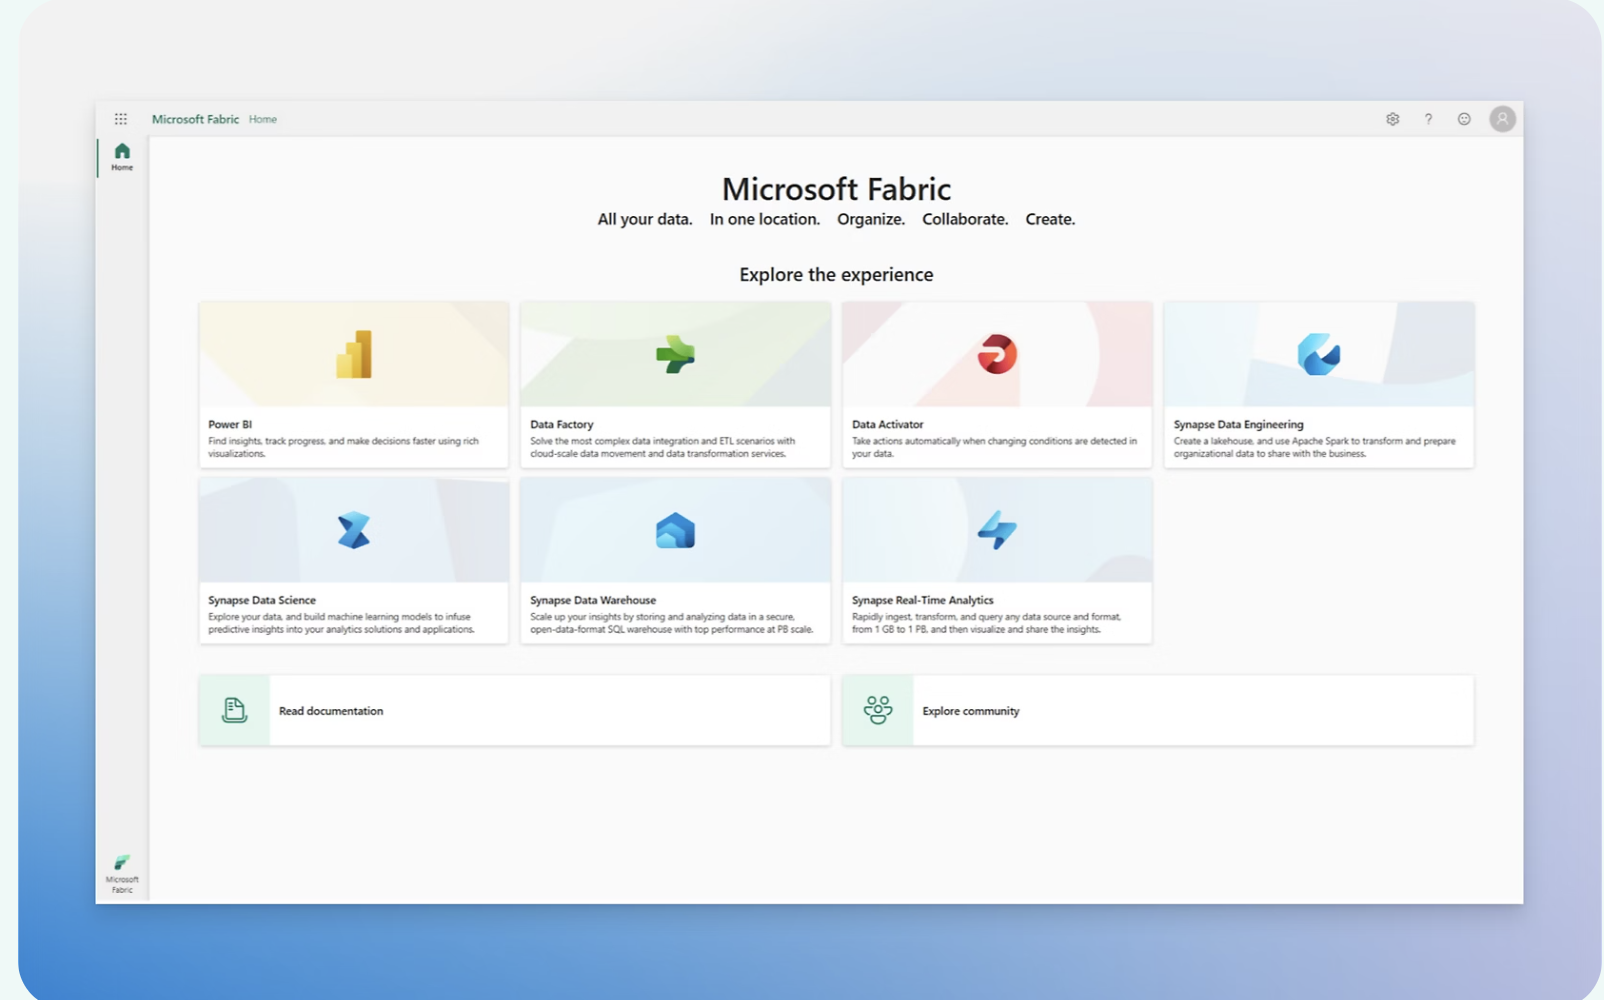 Microsoft Fabric Home
?
Home
Microsoft Fabric
All your data. In one location. Organize. Collaborate. Create.
Explore the experience
Power BI
Find insights, track progress, and make decisions faster using rich
visualizations.
Data Factory
Solve the most complex data integration and ETL scenarios with
cloud-scale data movement and data transformation services.
Data Activator
Take actions automatically when changing conditions are detected in
your data.
Synapse Data Engineering
Create a lakehouse, and use Apache Spark to transform and prepare
organizational data to share with the business.
Synapse Data Science
Explore your data, and build machine learning models to infuse
predictive insights into your analytics solutions and applications.
Synapse Data Warehouse
Scale up your insights by storing and analyzing data in a secure,
open-data-format SQL warehouse with top performance at PB scale.
Synapse Real-Time Analytics
Rapidly ingest, transform, and query any data source and format,
from 1 GB to 1 PB, and then visualize and share the insights.
Read documentation
Explore community
Microsoft
Fabric